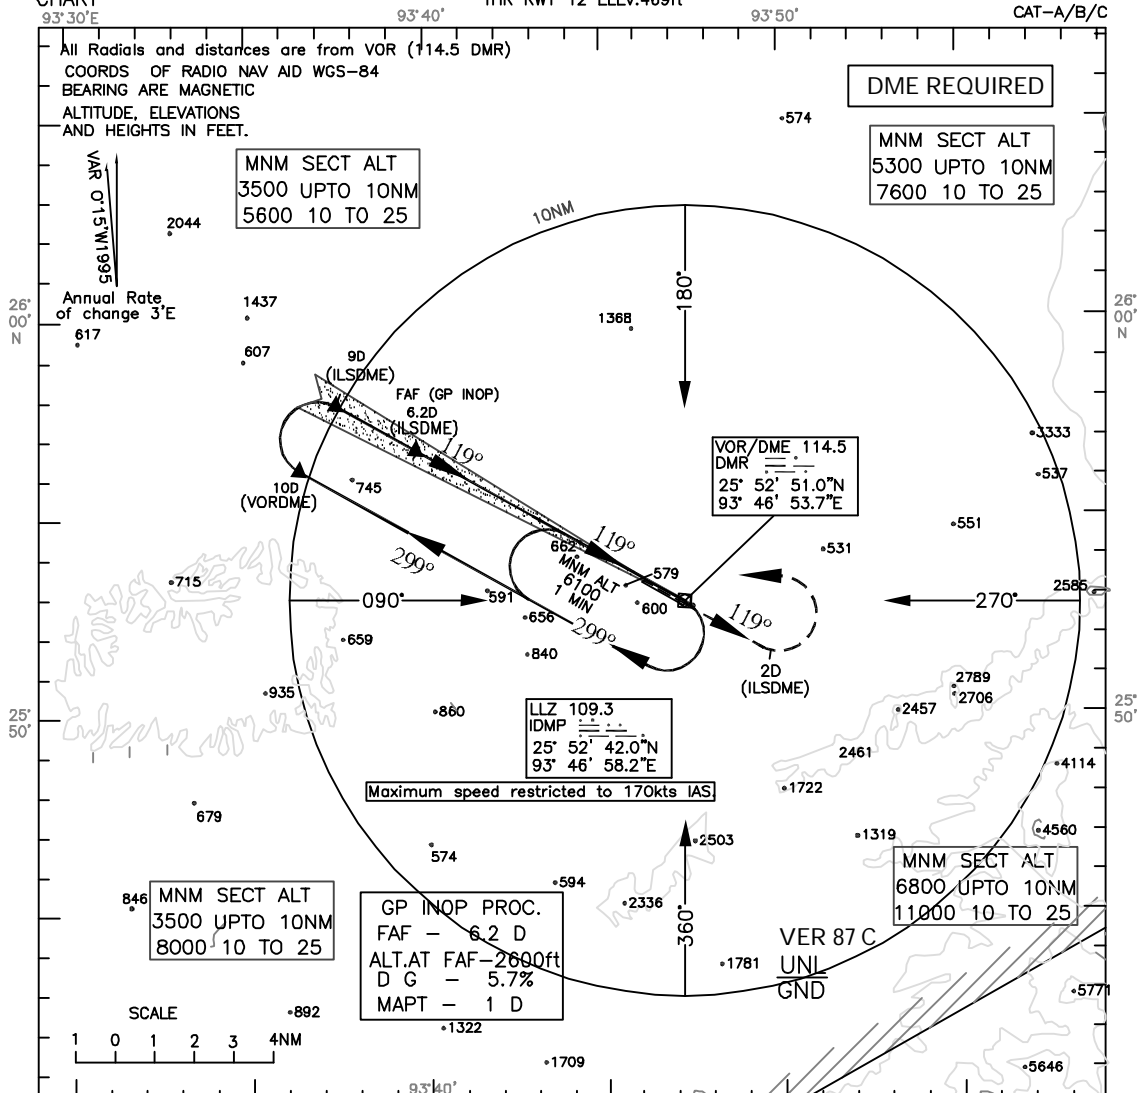 CHART
THR RWY 12 ELEV.469ft
93°30'E
93°40'
93°50'
CAT-A/B/C
All Radials and distances are from VOR (114.5 DMR)
COORDS OF RADIO NAV AID WGS-84
BEARING ARE MAGNETIC
ALTITUDE, ELEVATIONS
AND HEIGHTS IN FEET.
DME REQUIRED
574
MNM SECT ALT
5300 UPTO 10NM
7600 10 TO 25
MNM SECT ALT
3500 UPTO 10NM
5600 10 TO 25
VAR 0°15'W1995
Annual Rate
of change 3'E
2044
10NM
180°
26°
00'
N
26°
00'
N
1437
617
607
1368
9D
(ILSDME)
FAF (GP INOP)
6.2D
(ILSDME)
119°
3333
537
VOR/DME 114.5
DMR
25° 52' 51.0"N
93° 46' 53.7"E
10D
(VORDME)
745
551
531
299°
119°
662
MNM ALT
6100
1 MIN
579
715
2585
090°
591
600
270°
656
119°
299°
659
840
2D
(ILSDME)
2789
2706
935
860
2457
25°
50'
25°
50'
LLZ 109.3
IDMP
25° 52' 42.0"N
93° 46' 58.2"E
2461
4114
1722
Maximum speed restricted to 170kts IAS.
679
1319
4560
2503
574
MNM SECT ALT
6800 UPTO 10NM
11000 10 TO 25
594
846
MNM SECT ALT
3500 UPTO 10NM
8000 10 TO 25
2336
GP INOP PROC.
FAF - 6.2 D
ALT.AT FAF-2600ft
D G - 5.7%
MAPT - 1 D
360°
VER 87 C
UNL
GND
1781
5771
892
SCALE
1 0 1 2 3 4NM
1322
1709
5646
93°40'